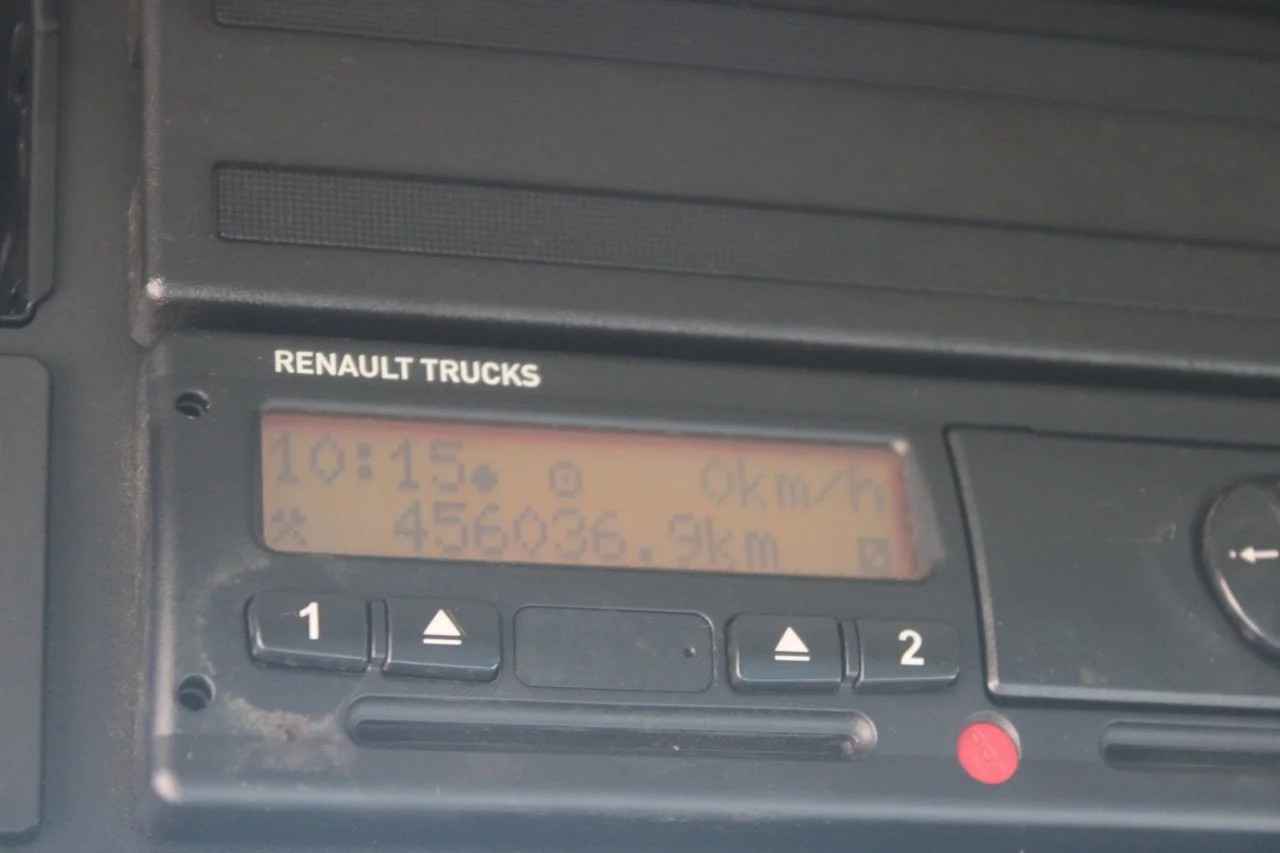 RENAULT TRUCKS
10:15 0km/h
456036.9km
1 2